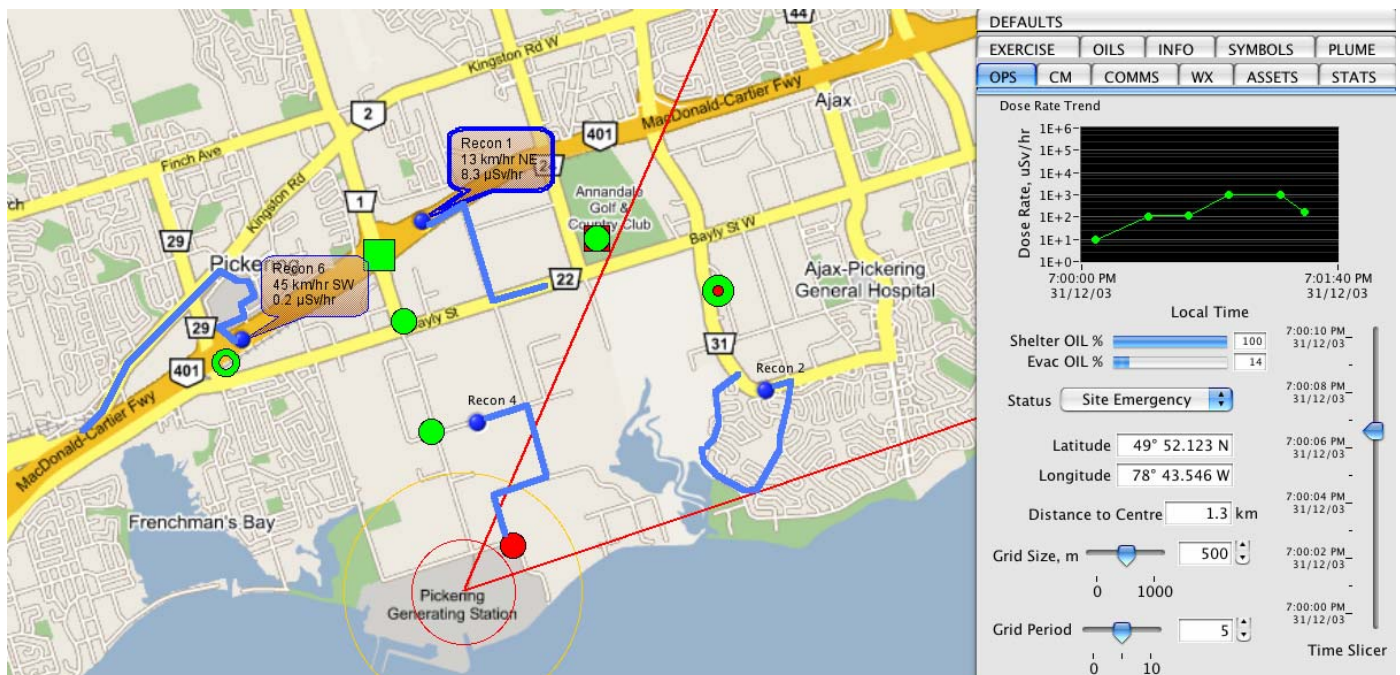 44
Kingston Rd W
MacDonald-Cartier Fwy
Ajax
2
401
Finch Ave
Recon 1
13 km/hr NE
8.3 µSv/hr
Annandale
Golf &
Country Club
Kingston Rd
1
Bayly St W
29
Pickering
Recon 6
45 km/hr SW
0.2 µSv/hr
22
Ajax-Pickering
General Hospital
29
Bayly St
31
401
Recon 2
Recon 4
MacDonald-Cartier Fwy
Frenchman's Bay
Pickering
Generating Station
DEFAULTS
EXERCISE OILS INFO SYMBOLS PLUME
OPS CM COMMS WX ASSETS STATS
Dose Rate Trend
Dose Rate, uSv/hr
1E+6
1E+5
1E+4
1E+3
1E+2
1E+1
1E+0
7:00:00 PM 7:01:40 PM
31/12/03 31/12/03
Local Time
Shelter OIL % 100
Evac OIL % 14
Status Site Emergency
Latitude 49° 52.123 N
Longitude 78° 43.546 W
Distance to Centre 1.3 km
Grid Size, m 500
0 1000
Grid Period 5
0 10
7:00:10 PM
31/12/03
7:00:08 PM
31/12/03
7:00:06 PM
31/12/03
7:00:04 PM
31/12/03
7:00:02 PM
31/12/03
7:00:00 PM
31/12/03
Time Slicer